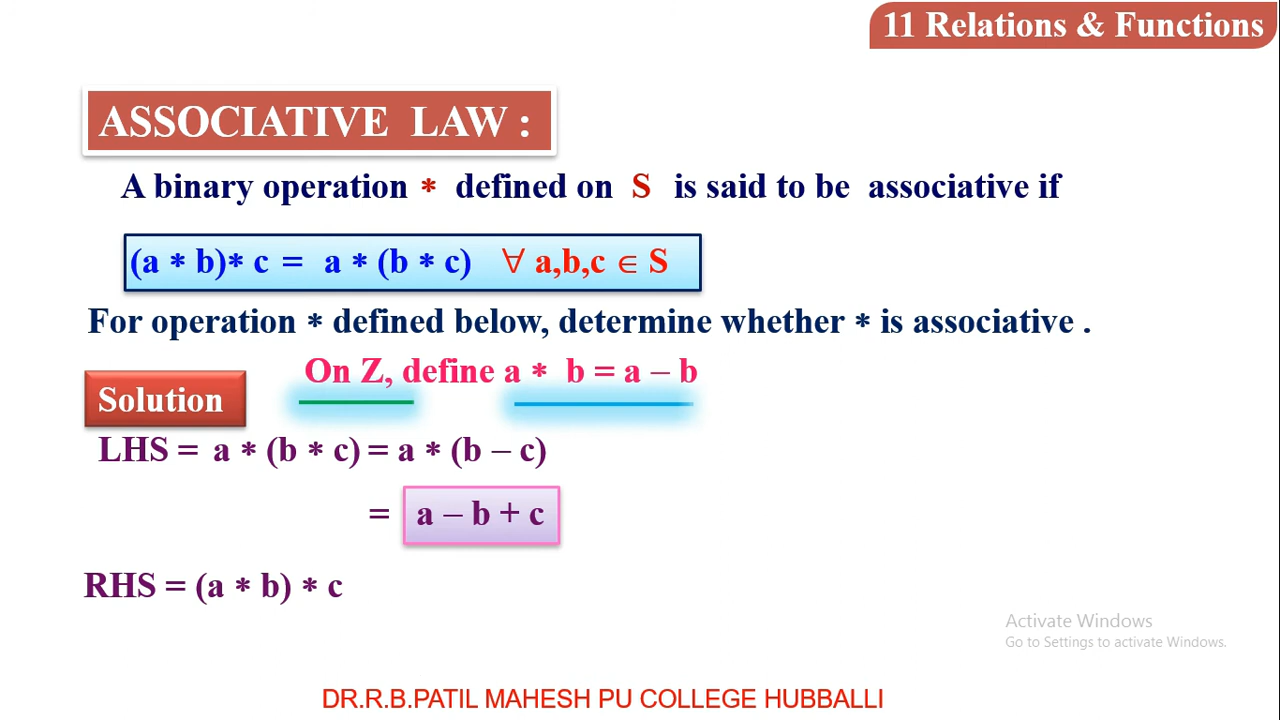 11 Relations & Functions
ASSOCIATIVE LAW :
A binary operation * defined on S is said to be associative if
(a * b)* c = a * (b * c) ∀ a,b,c ∈ S
For operation * defined below, determine whether * is associative .
On Z, define a * b = a – b
Solution
LHS = a * (b * c) = a * (b – c)
= a – b + c
RHS = (a * b) * c
Activate Windows
Go to Settings to activate Windows.
DR.R.B.PATIL MAHESH PU COLLEGE HUBBALLI